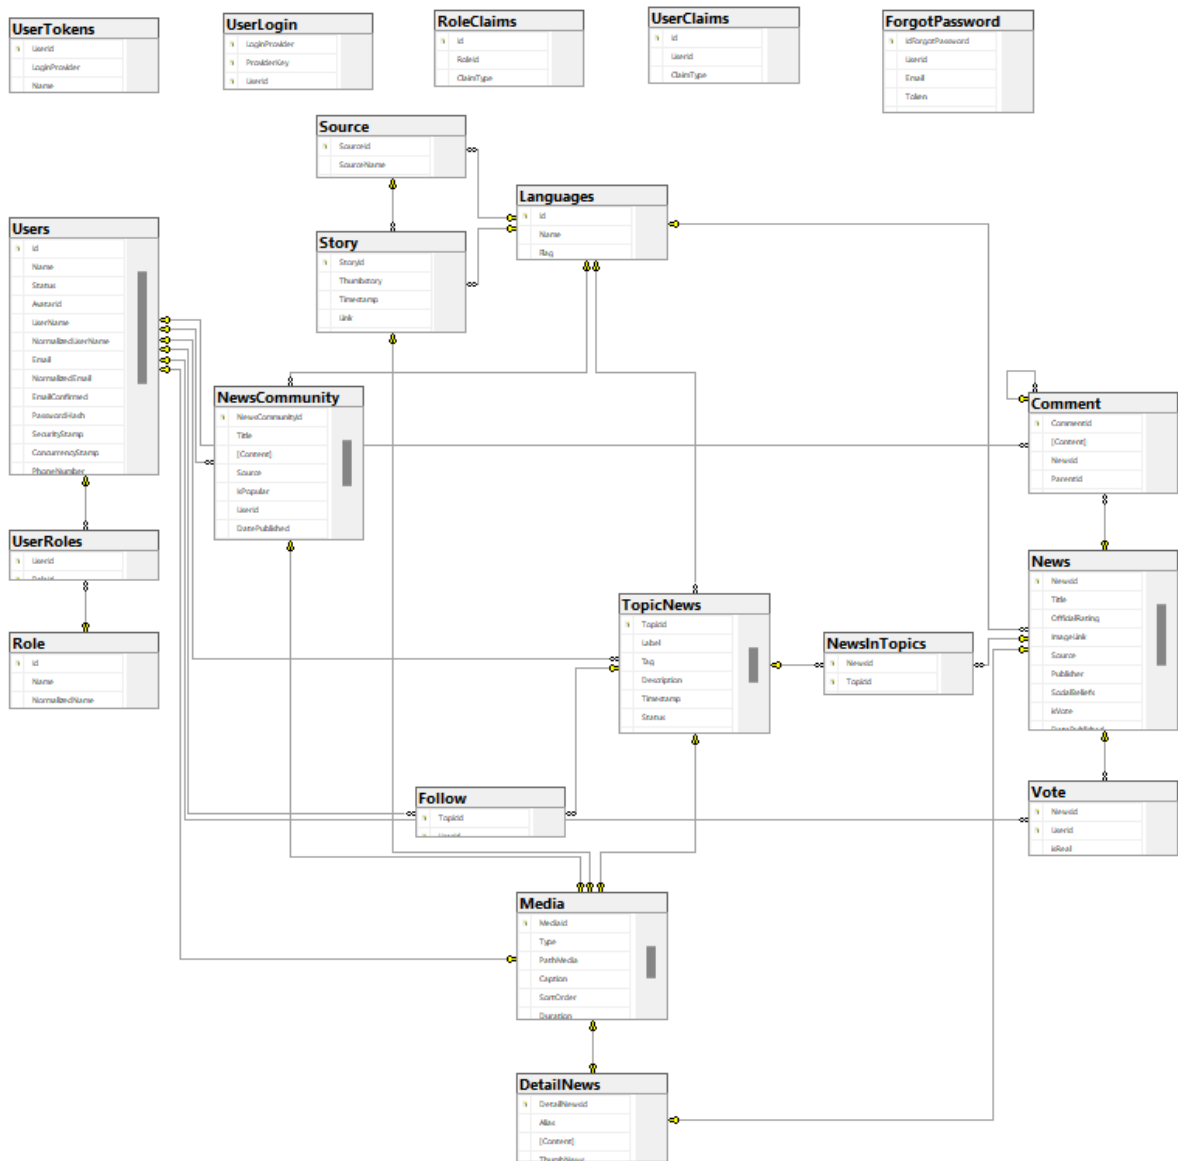 UserTokens
UserId
LoginProvider
Name
UserLogin
LoginProvider
ProviderKey
UserId
RoleClaims
Id
RoleId
ClaimType
UserClaims
Id
UserId
ClaimType
ForgotPassword
idForgotPassword
UserId
Email
Token
Source
SourceId
SourceName
Languages
Id
Name
Flag
Users
Id
Name
Status
AvatarId
UserName
NormalizedUserName
Email
NormalizedEmail
EmailConfirmed
PasswordHash
SecurityStamp
ConcurrencyStamp
PhoneNumber
Story
StoryId
Thumbstory
Timestamp
Link
NewsCommunity
NewsCommunityId
Title
[Content]
Source
isPopular
UserId
DatePublished
Comment
CommentId
[Content]
NewsId
ParentId
UserRoles
UserId
News
NewsId
Title
OfficialRating
ImageLink
Source
Publisher
SocialBeliefs
isVote
DatePublished
Role
Id
Name
NormalizedName
TopicNews
TopicId
Label
Tag
Description
Timestamp
Status
NewsInTopics
NewsId
TopicId
Follow
TopicId
UserId
Vote
NewsId
UserId
isReal
Media
MediaId
Type
PathMedia
Caption
SortOrder
Duration
DetailNews
DetailNewsId
Alias
[Content]
ThumbNews